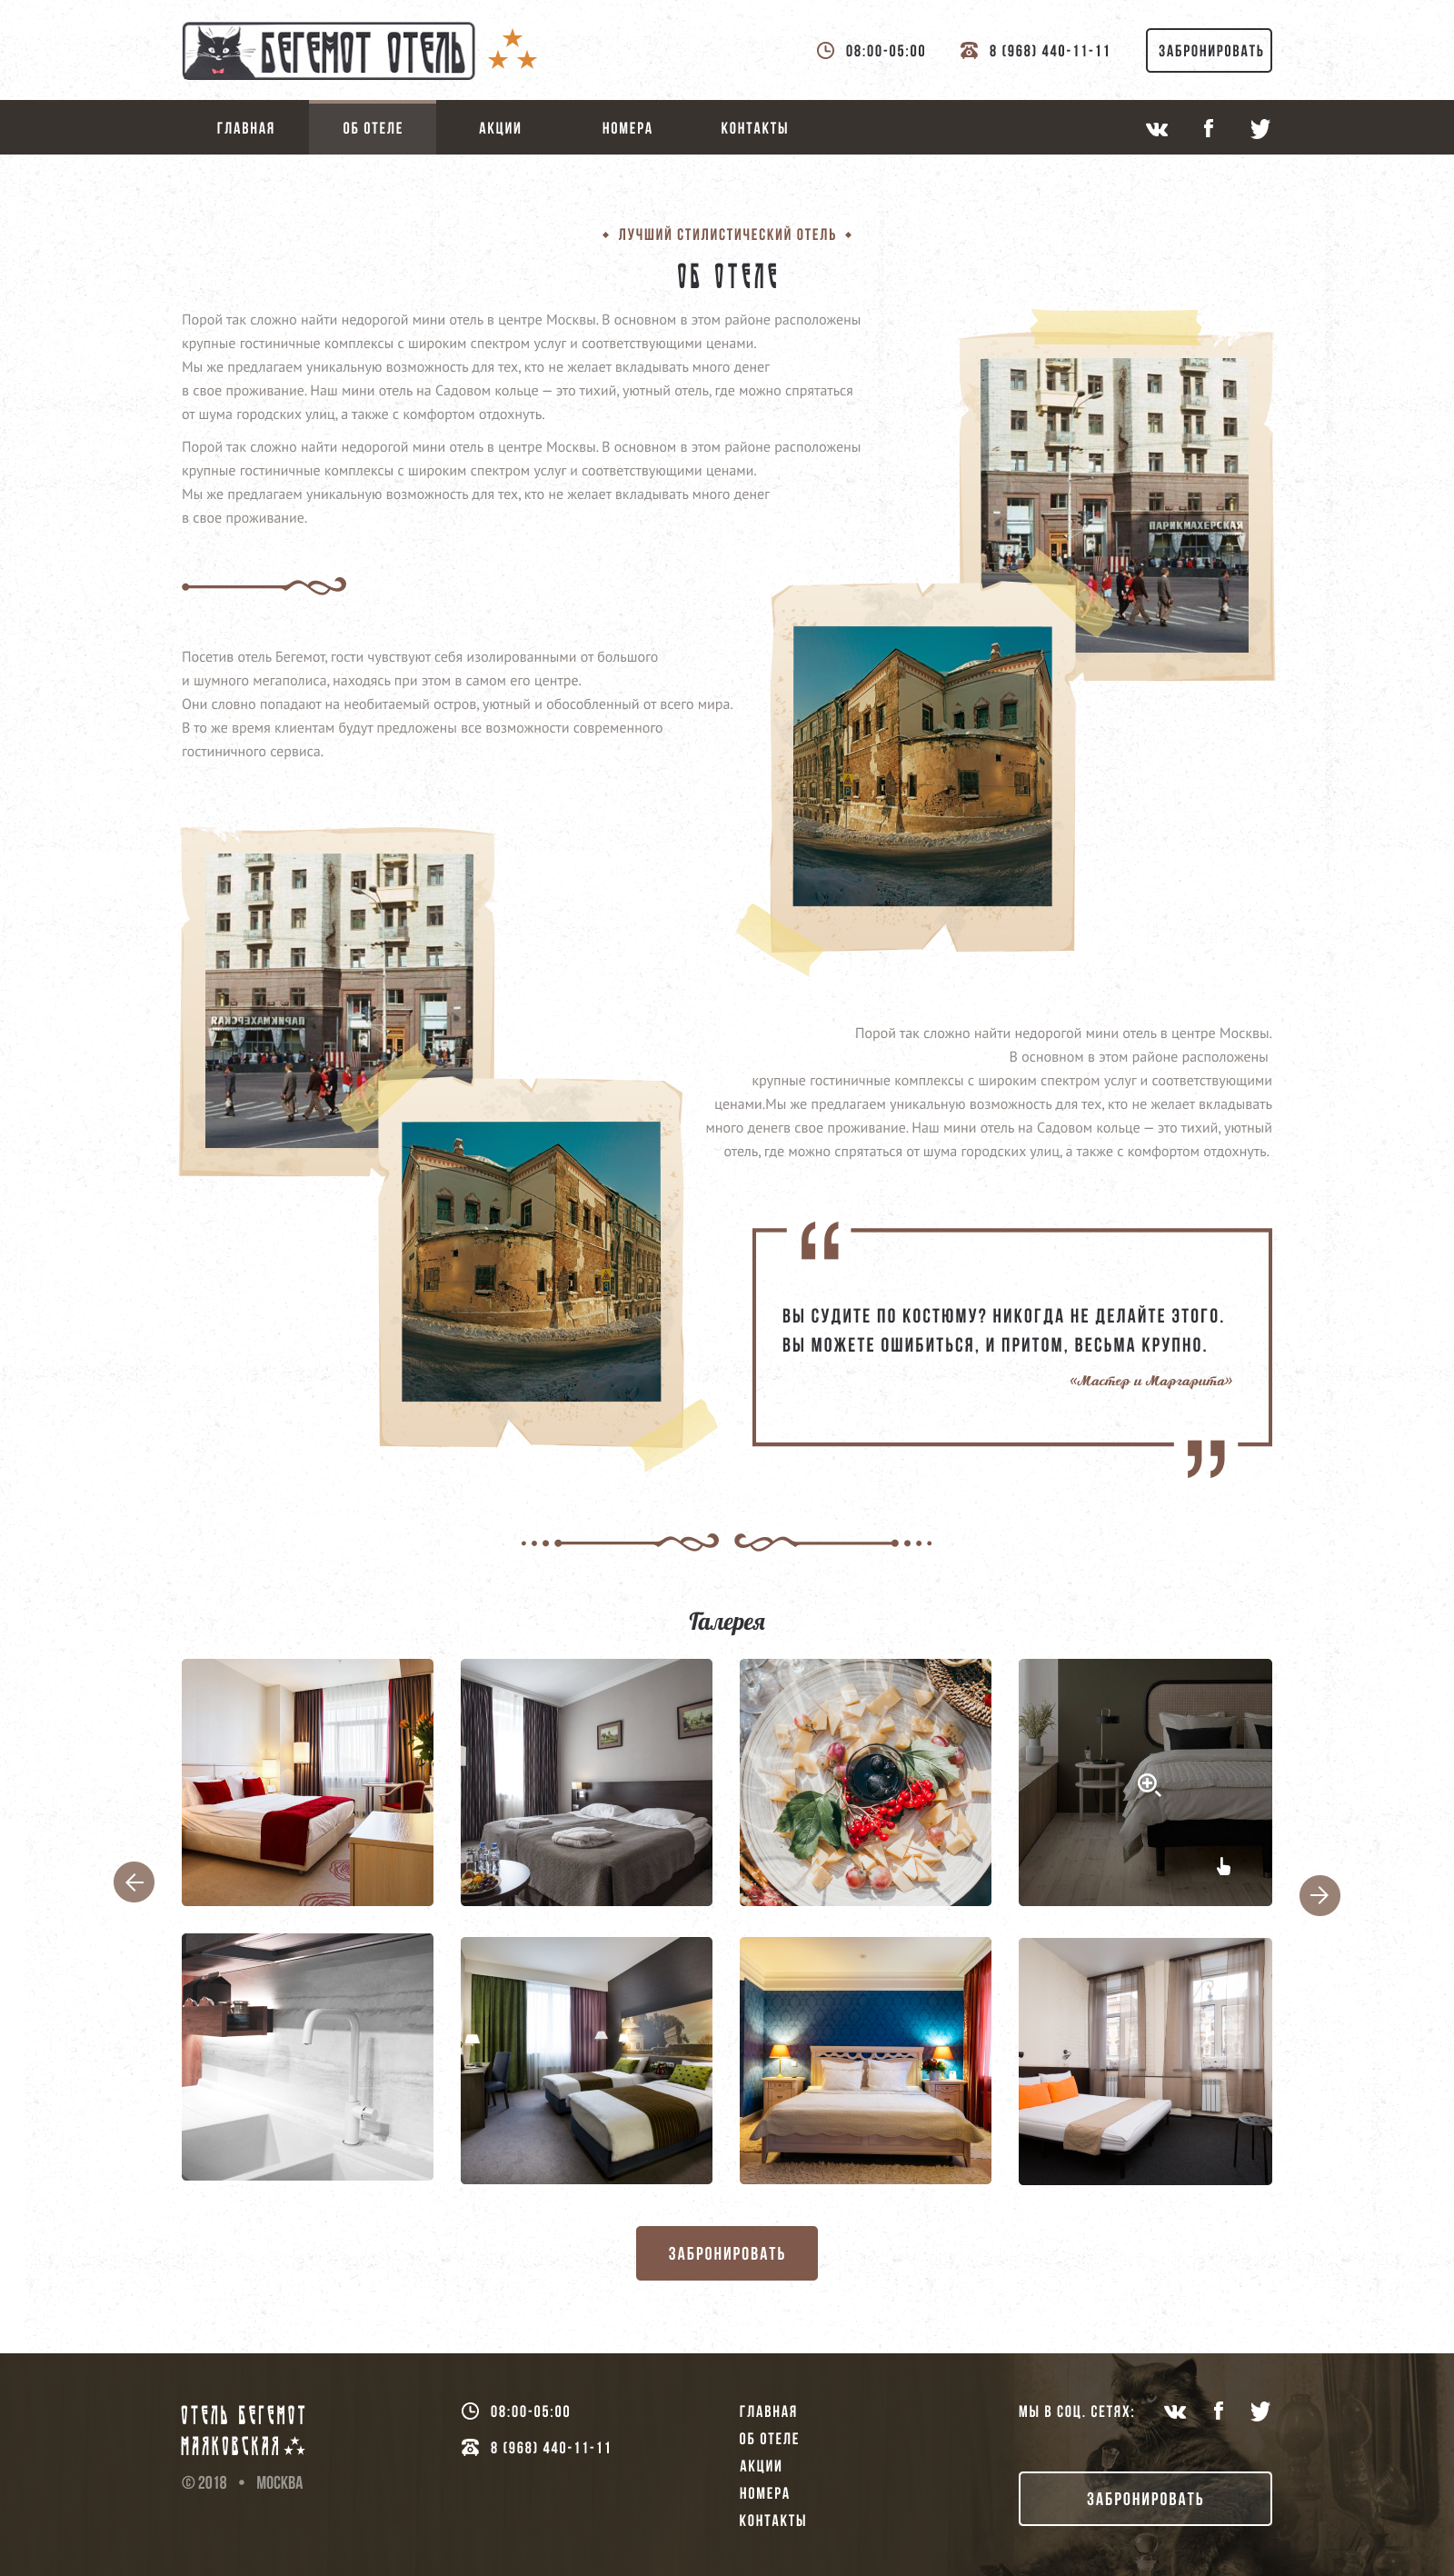 БЕГЕМОТ ОТЕЛЬ
08:00-05:00
8 (968) 440-11-11
ЗАБРОНИРОВАТЬ
ГЛАВНАЯ
ОБ ОТЕЛЕ
АКЦИИ
НОМЕРА
КОНТАКТЫ
ЛУЧШИЙ СТИЛИСТИЧЕСКИЙ ОТЕЛЬ
ОБ ОТЕЛЕ
Порой так сложно найти недорогой мини отель в центре Москвы. В основном в этом районе расположены
крупные гостиничные комплексы с широким спектром услуг и соответствующими ценами.
Мы же предлагаем уникальную возможность для тех, кто не желает вкладывать много денег
в свое проживание. Наш мини отель на Садовом кольце — это тихий, уютный отель, где можно спрятаться
от шума городских улиц, а также с комфортом отдохнуть.
Порой так сложно найти недорогой мини отель в центре Москвы. В основном в этом районе расположены
крупные гостиничные комплексы с широким спектром услуг и соответствующими ценами.
Мы же предлагаем уникальную возможность для тех, кто не желает вкладывать много денег
в свое проживание.
ПАРИКМАХЕРСКАЯ
Посетив отель Бегемот, гости чувствуют себя изолированными от большого
и шумного мегаполиса, находясь при этом в самом его центре.
Они словно попадают на необитаемый остров, уютный и обособленный от всего мира.
В то же время клиентам будут предложены все возможности современного
гостиничного сервиса.
ПАРИКМАХЕРСКАЯ
Порой так сложно найти недорогой мини отель в центре Москвы.
В основном в этом районе расположены
крупные гостиничные комплексы с широким спектром услуг и соответствующими
ценами.Мы же предлагаем уникальную возможность для тех, кто не желает вкладывать
много денегв свое проживание. Наш мини отель на Садовом кольце — это тихий, уютный
отель, где можно спрятаться от шума городских улиц, а также с комфортом отдохнуть.
“
ВЫ СУДИТЕ ПО КОСТЮМУ? НИКОГДА НЕ ДЕЛАЙТЕ ЭТОГО.
ВЫ МОЖЕТЕ ОШИБИТЬСЯ, И ПРИТОМ, ВЕСЬМА КРУПНО.
«Мастер и Маргарита»
”
Галерея
ЗАБРОНИРОВАТЬ
ОТЕЛЬ БЕГЕМОТ
МАЯКОВСКАЯ
© 2018 • МОСКВА
08:00-05:00
8 (968) 440-11-11
ГЛАВНАЯ
ОБ ОТЕЛЕ
АКЦИИ
НОМЕРА
КОНТАКТЫ
МЫ В СОЦ. СЕТЯХ:
ЗАБРОНИРОВАТЬ